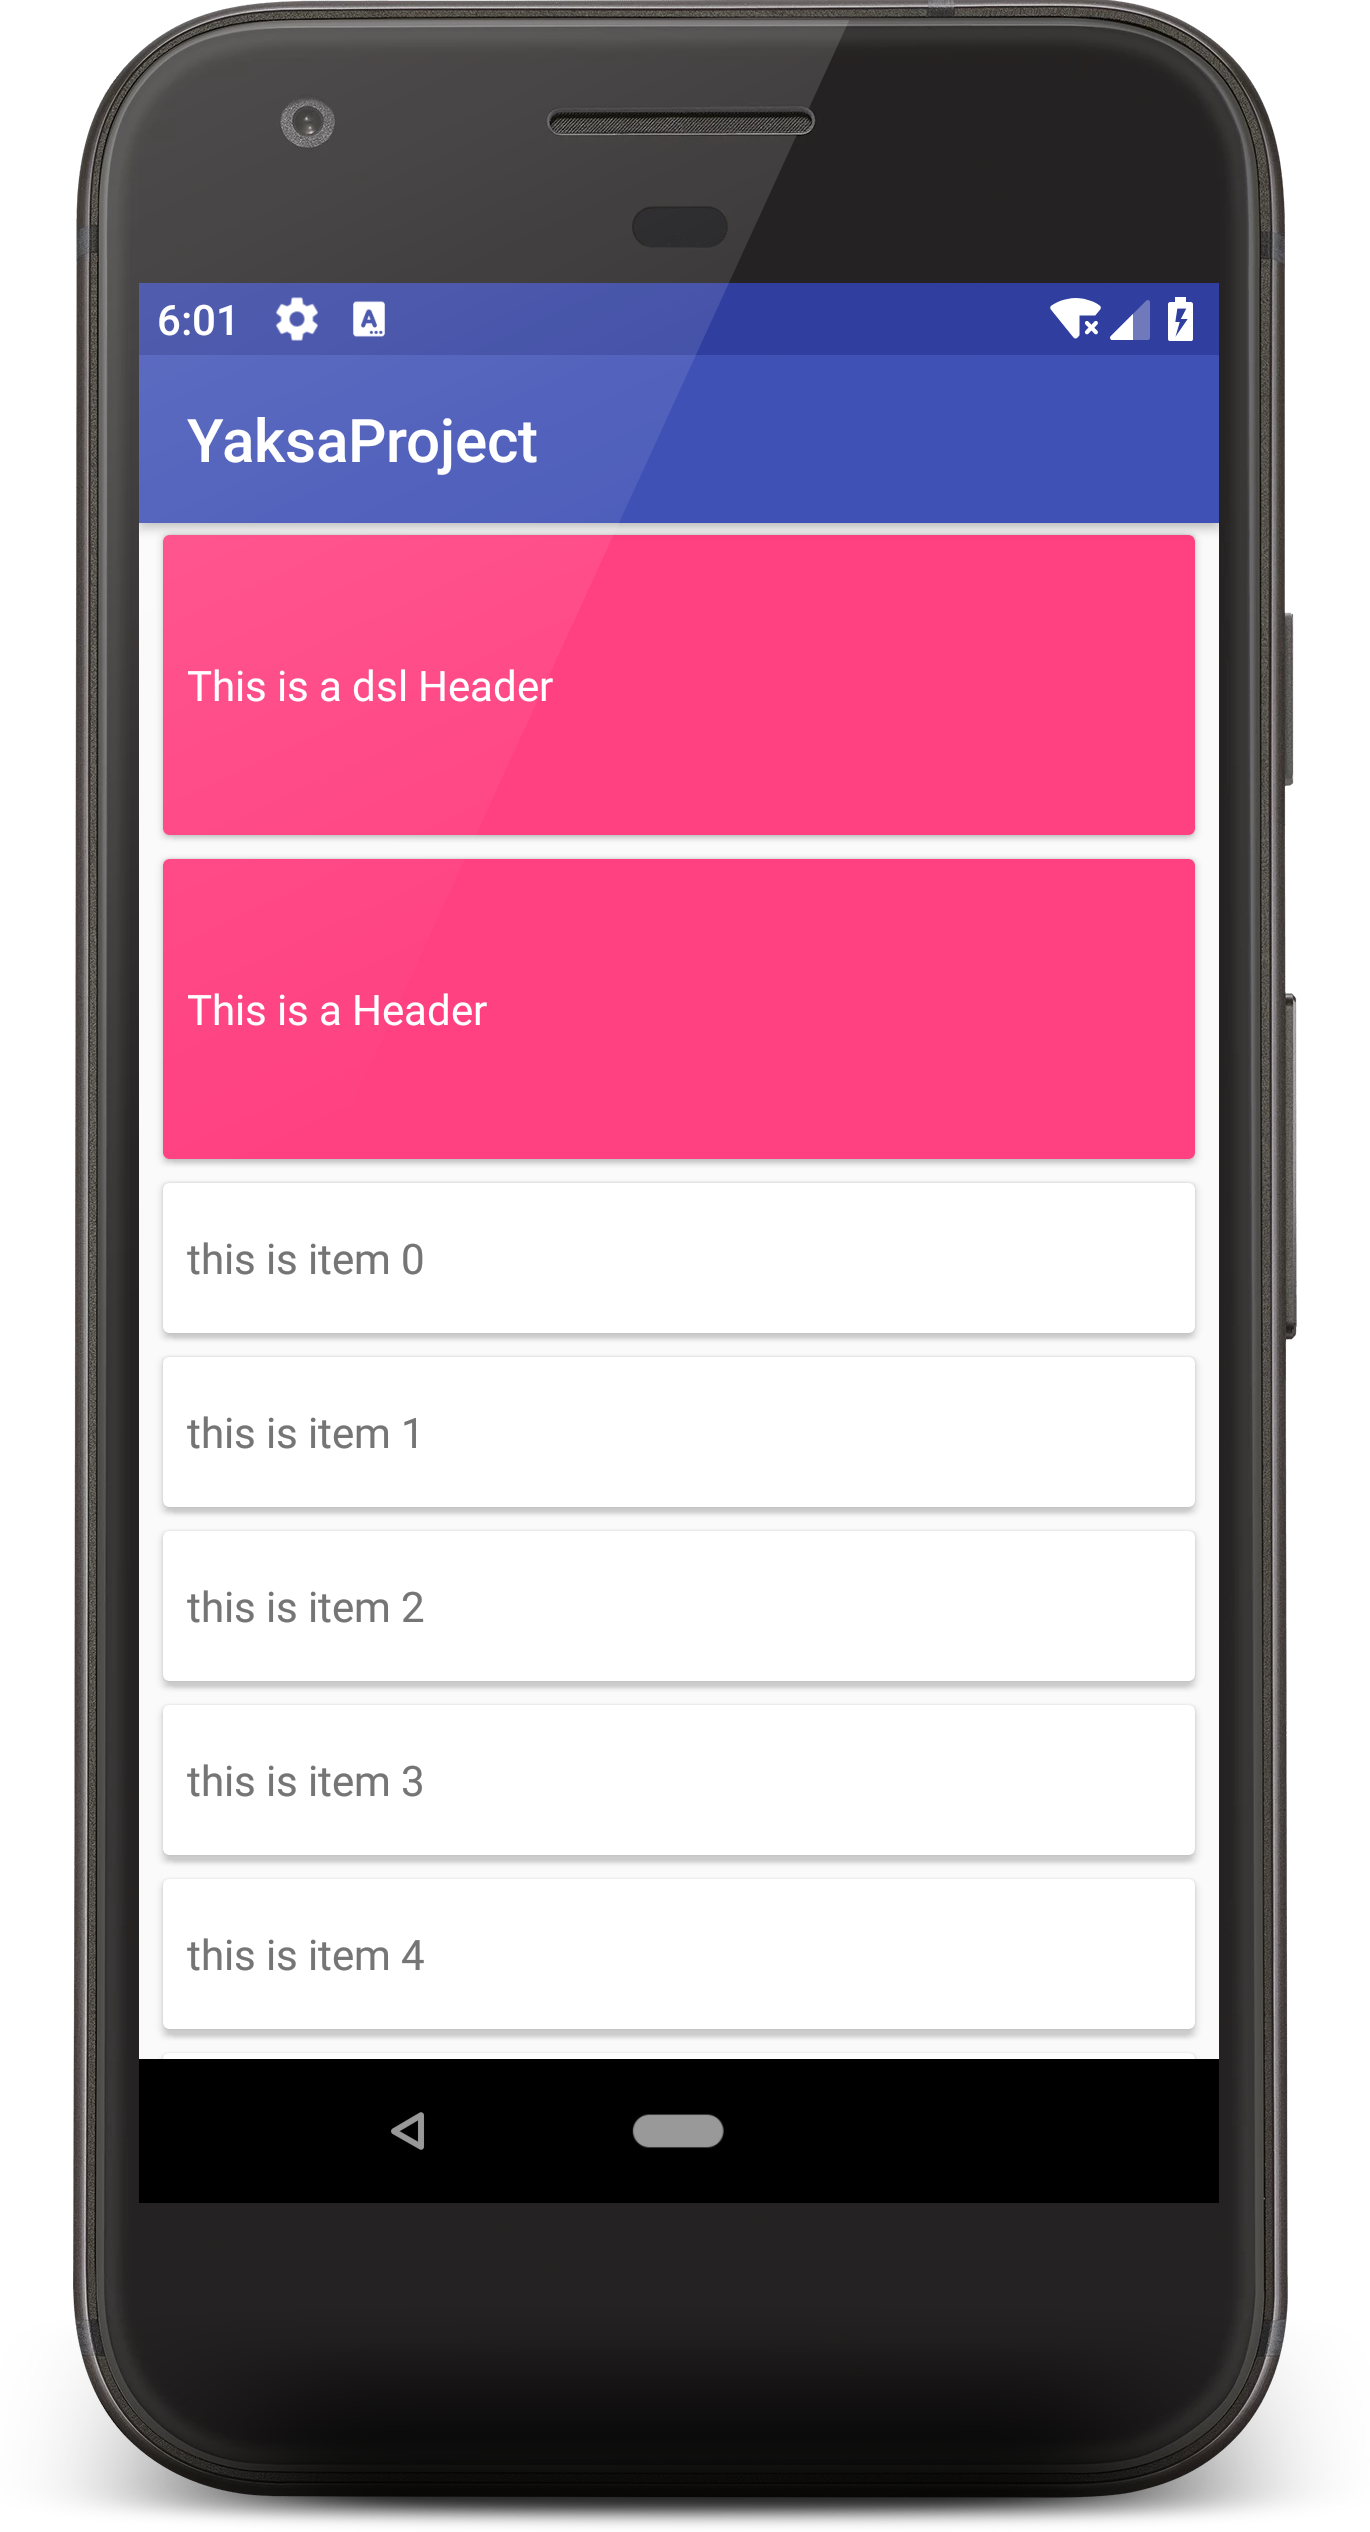 6:01
YaksaProject
This is a dsl Header
This is a Header
this is item 0
this is item 1
this is item 2
this is item 3
this is item 4